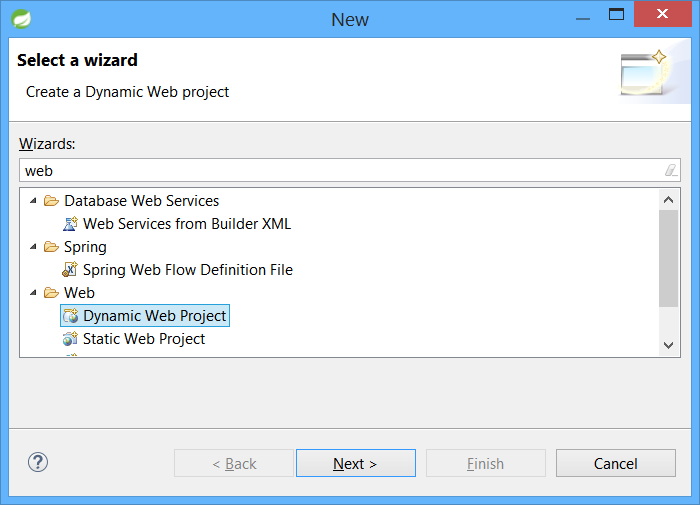 New
Select a wizard
Create a Dynamic Web project
Wizards:
web
Database Web Services
Web Services from Builder XML
Spring
Spring Web Flow Definition File
Web
Dynamic Web Project
Static Web Project
?
< Back
Next >
Finish
Cancel